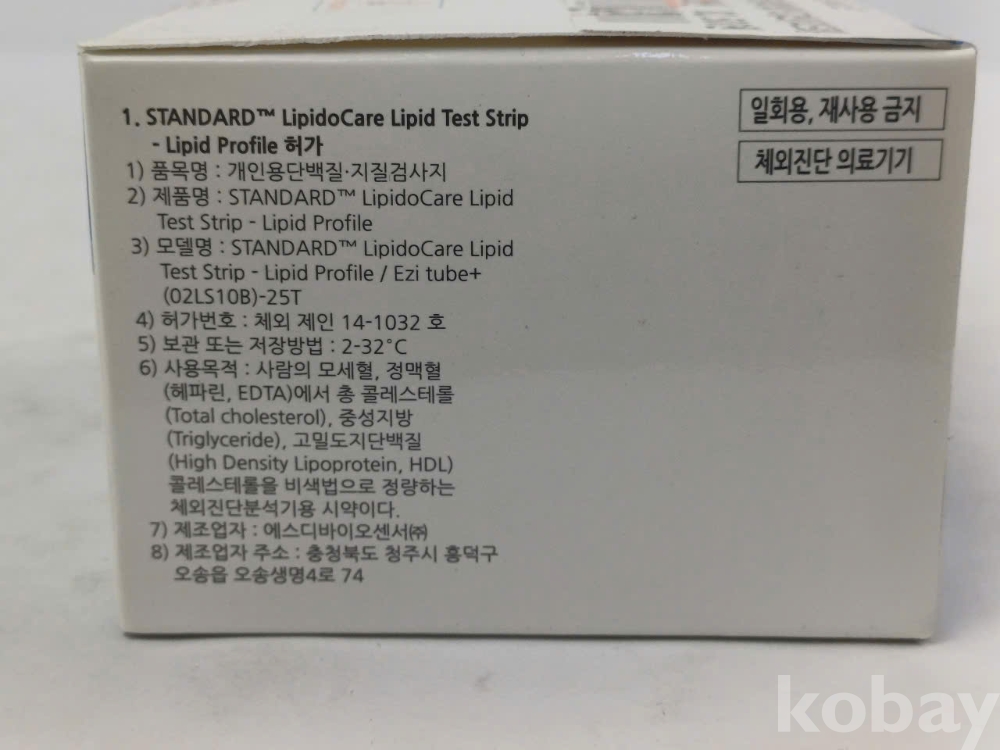 1. STANDARD™ LipidoCare Lipid Test Strip
- Lipid Profile 허가
1) 품목명 : 개인용단백질·지질검사지
2) 제품명 : STANDARD™ LipidoCare Lipid
Test Strip - Lipid Profile
3) 모델명 : STANDARD™ LipidoCare Lipid
Test Strip - Lipid Profile / Ezi tube+
(02LS10B)-25T
4) 허가번호 : 체외 제인 14-1032 호
5) 보관 또는 저장방법 : 2-32˚C
6) 사용목적 : 사람의 모세혈, 정맥혈
(헤파린, EDTA)에서 총 콜레스테롤
(Total cholesterol), 중성지방
(Triglyceride), 고밀도지단백질
(High Density Lipoprotein, HDL)
콜레스테롤을 비색법으로 정량하는
체외진단분석기용 시약이다.
7) 제조업자 : 에스디바이오센서㈜
8) 제조업자 주소 : 충청북도 청주시 흥덕구
오송읍 오송생명4로 74
일회용, 재사용 금지
체외진단 의료기기
kobay